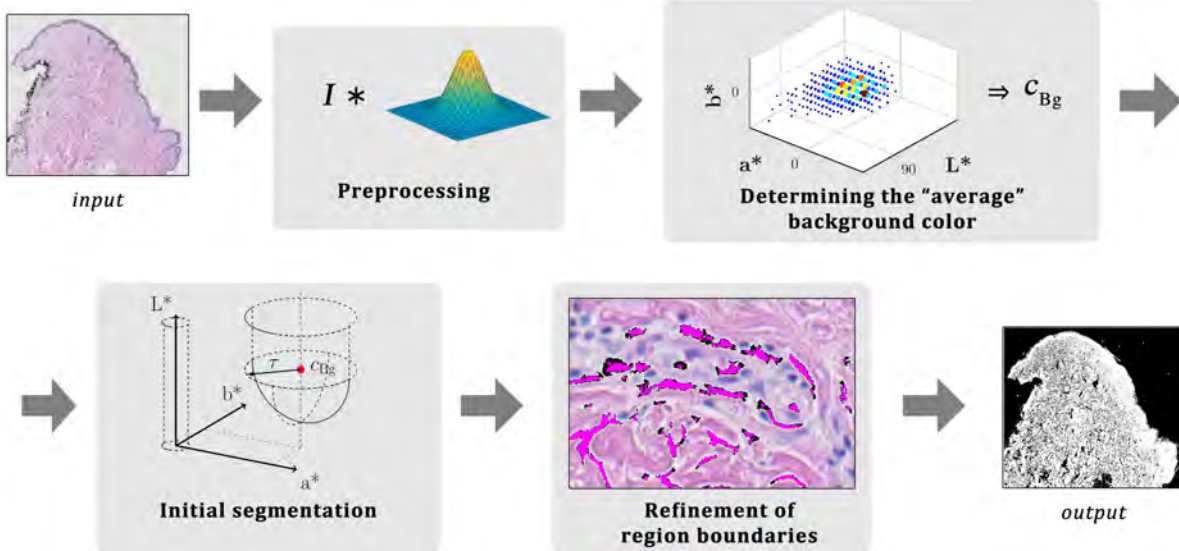 input
I *
Preprocessing
b*
0
a*
0
90
L*
⇒ c_Bg
Determining the “average”
background color
L*
τ
c_Bg
b*
a*
Initial segmentation
Refinement of
region boundaries
output